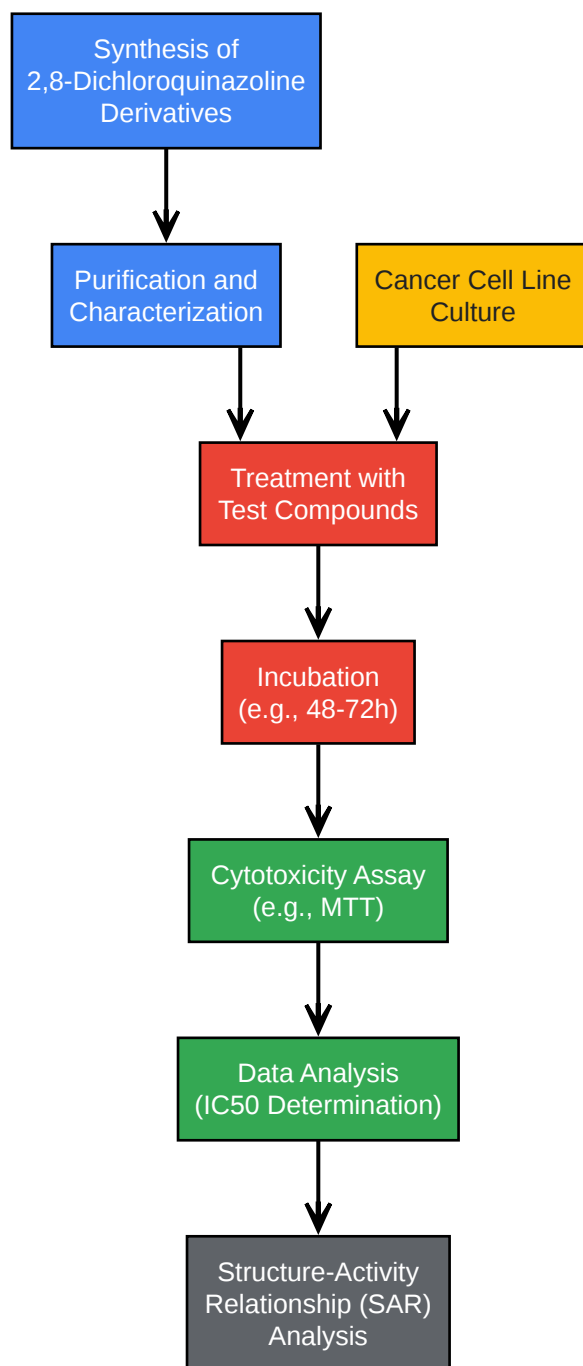 Synthesis of
2,8-Dichloroquinazoline
Derivatives
Purification and
Characterization
Cancer Cell Line
Culture
Treatment with
Test Compounds
Incubation
(e.g., 48-72h)
Cytotoxicity Assay
(e.g., MTT)
Data Analysis
(IC50 Determination)
Structure-Activity
Relationship (SAR)
Analysis